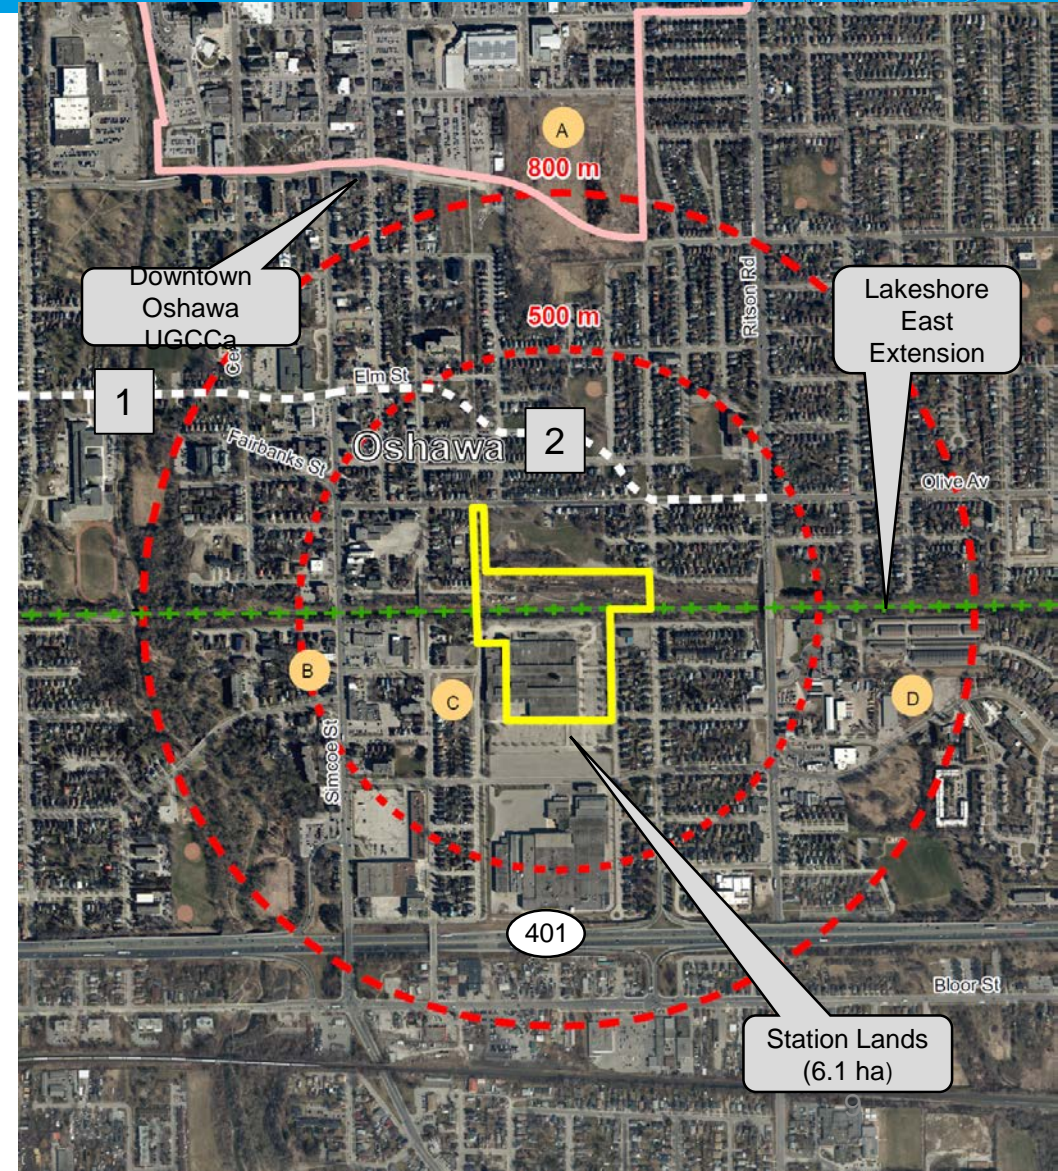 A
800 m
Downtown
Oshawa
UGCCa
500 m
Ritson Rd
Lakeshore
East
Extension
Elm St
1
2
Oshawa
Fairbanks St
Olive Av
B
C
D
Simcoe St
401
Bloor St
Station Lands
(6.1 ha)